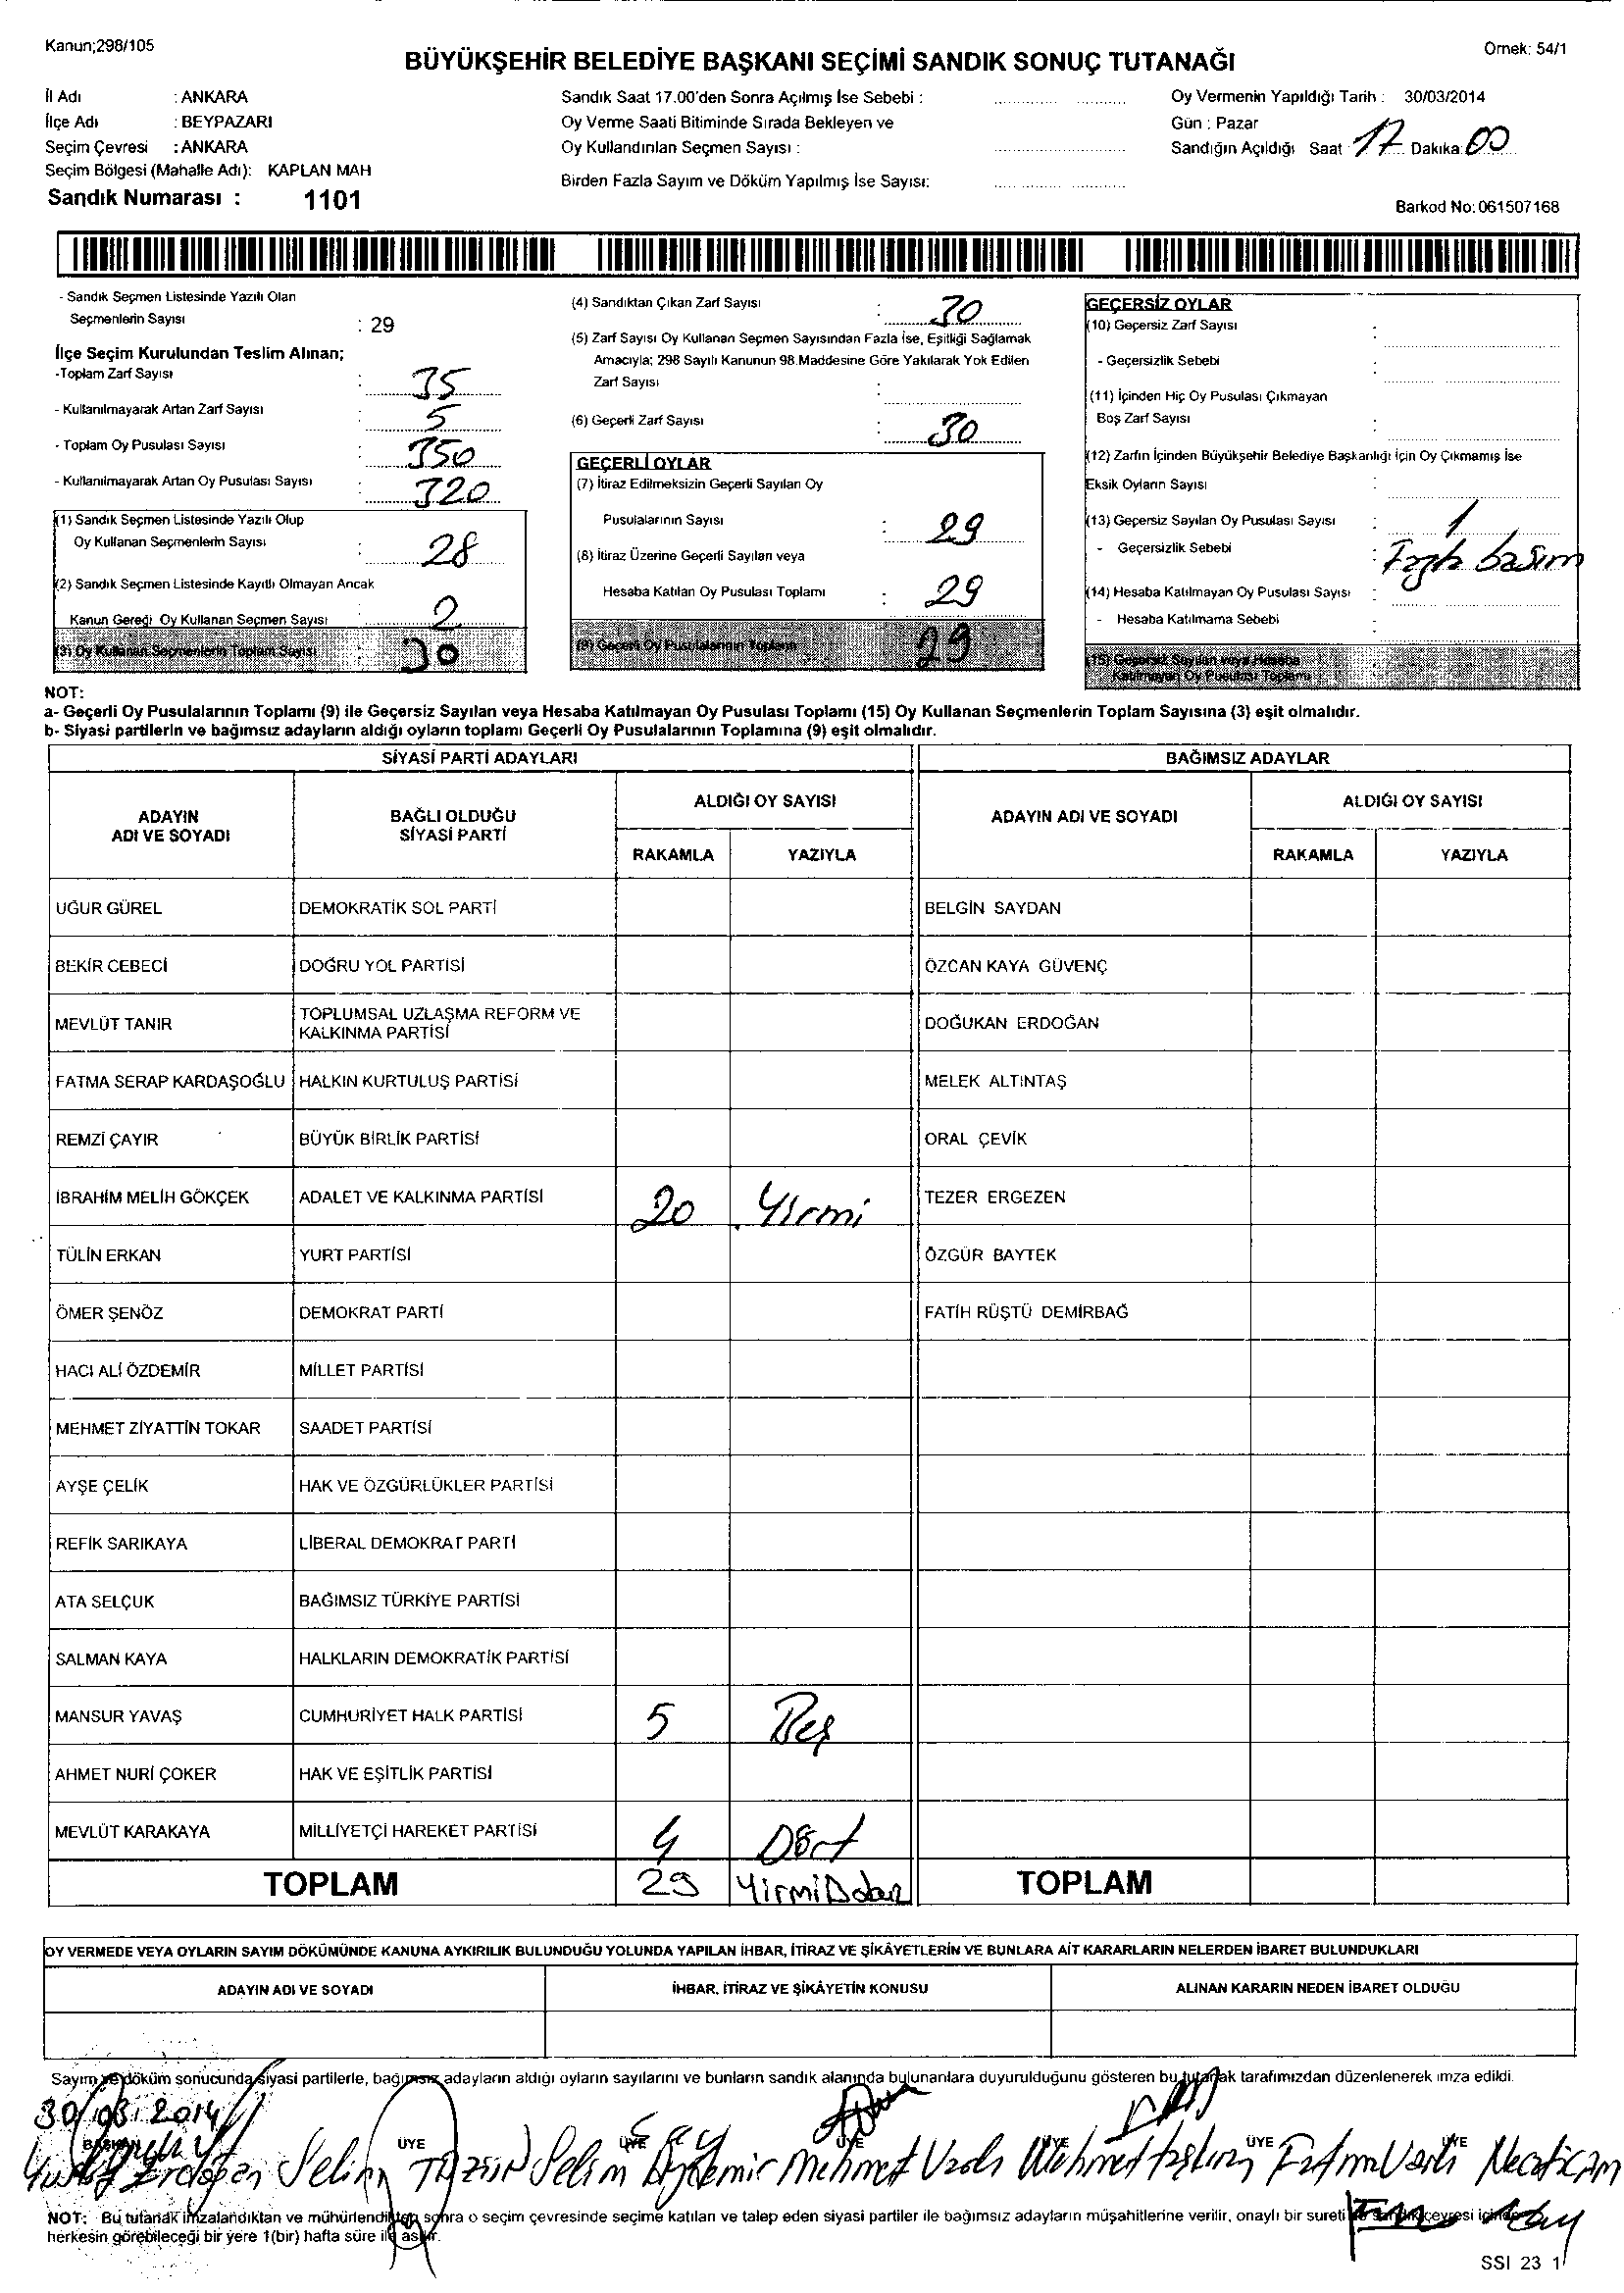 Kanun;298/105
Örnek: 54/1
BÜYÜKŞEHİR BELEDİYE BAŞKANI SEÇİMİ SANDIK SONUÇ TUTANAĞI
İl Adı : ANKARA
İlçe Adı : BEYPAZARI
Seçim Çevresi : ANKARA
Seçim Bölgesi (Mahalle Adı): KAPLAN MAH
Sandık Numarası : 1101
Sandık Saat 17.00'den Sonra Açılmış İse Sebebi :
Oy Verme Saati Bitiminde Sırada Bekleyen ve
Oy Kullandırılan Seçmen Sayısı :
Birden Fazla Sayım ve Döküm Yapılmış İse Sayısı:
Oy Vermenin Yapıldığı Tarih : 30/03/2014
Gün : Pazar
Sandığın Açıldığı Saat 17 Dakika: 00
Barkod No: 061507168
- Sandık Seçmen Listesinde Yazılı Olan
Seçmenlerin Sayısı : 29
İlçe Seçim Kurulundan Teslim Alınan;
-Toplam Zarf Sayısı : 35
- Kullanılmayarak Artan Zarf Sayısı : 5
- Toplam Oy Pusulası Sayısı : 350
- Kullanılmayarak Artan Oy Pusulası Sayısı : 320
(1) Sandık Seçmen Listesinde Yazılı Olup
Oy Kullanan Seçmenlerin Sayısı : 28
(2) Sandık Seçmen Listesinde Kayıtlı Olmayan Ancak
Kanun Gereği Oy Kullanan Seçmen Sayısı : 2
(3) Oy Kullanan Seçmenlerin Toplam Sayısı 30
(4) Sandıktan Çıkan Zarf Sayısı : 30
(5) Zarf Sayısı Oy Kullanan Seçmen Sayısından Fazla İse, Eşitliği Sağlamak
Amacıyla; 298 Sayılı Kanunun 98.Maddesine Göre Yakılarak Yok Edilen
Zarf Sayısı :
(6) Geçerli Zarf Sayısı : 30
GEÇERLİ OYLAR
(7) İtiraz Edilmeksizin Geçerli Sayılan Oy
Pusulalarının Sayısı : 29
(8) İtiraz Üzerine Geçerli Sayılan veya
Hesaba Katılan Oy Pusulası Toplamı : 29
(9) Geçerli Oy Pusulalarının Toplamı 29
GEÇERSİZ OYLAR
(10) Geçersiz Zarf Sayısı :
- Geçersizlik Sebebi :
(11) İçinden Hiç Oy Pusulası Çıkmayan
Boş Zarf Sayısı :
(12) Zarfın İçinden Büyükşehir Belediye Başkanlığı İçin Oy Çıkmamış İse
Eksik Oyların Sayısı :
(13) Geçersiz Sayılan Oy Pusulası Sayısı : 1
- Geçersizlik Sebebi : Fazla basım
(14) Hesaba Katılmayan Oy Pusulası Sayısı :
- Hesaba Katılmama Sebebi :
(15) Geçersiz Sayılan veya Hesaba
Katılmayan Oy Pusulası Toplamı
NOT:
a- Geçerli Oy Pusulalarının Toplamı (9) ile Geçersiz Sayılan veya Hesaba Katılmayan Oy Pusulası Toplamı (15) Oy Kullanan Seçmenlerin Toplam Sayısına (3) eşit olmalıdır.
b- Siyasi partilerin ve bağımsız adayların aldığı oyların toplamı Geçerli Oy Pusulalarının Toplamına (9) eşit olmalıdır.
SİYASİ PARTİ ADAYLARI BAĞIMSIZ ADAYLAR
ADAYIN ADI VE SOYADI BAĞLI OLDUĞU SİYASİ PARTİ ALDIĞI OY SAYISI ADAYIN ADI VE SOYADI ALDIĞI OY SAYISI
RAKAMLA YAZIYLA RAKAMLA YAZIYLA
UĞUR GÜREL DEMOKRATİK SOL PARTİ BELGİN SAYDAN
BEKİR CEBECİ DOĞRU YOL PARTİSİ ÖZCAN KAYA GÜVENÇ
MEVLÜT TANIR TOPLUMSAL UZLAŞMA REFORM VE KALKINMA PARTİSİ DOĞUKAN ERDOĞAN
FATMA SERAP KARDAŞOĞLU HALKIN KURTULUŞ PARTİSİ MELEK ALTINTAŞ
REMZİ ÇAYIR BÜYÜK BİRLİK PARTİSİ ORAL ÇEVİK
İBRAHİM MELİH GÖKÇEK ADALET VE KALKINMA PARTİSİ 20 Yirmi TEZER ERGEZEN
TÜLİN ERKAN YURT PARTİSİ ÖZGÜR BAYTEK
ÖMER ŞENÖZ DEMOKRAT PARTİ FATİH RÜŞTÜ DEMİRBAĞ
HACI ALİ ÖZDEMİR MİLLET PARTİSİ
MEHMET ZİYATTİN TOKAR SAADET PARTİSİ
AYŞE ÇELİK HAK VE ÖZGÜRLÜKLER PARTİSİ
REFİK SARIKAYA LİBERAL DEMOKRAT PARTİ
ATA SELÇUK BAĞIMSIZ TÜRKİYE PARTİSİ
SALMAN KAYA HALKLARIN DEMOKRATİK PARTİSİ
MANSUR YAVAŞ CUMHURİYET HALK PARTİSİ 5 Beş
AHMET NURİ ÇOKER HAK VE EŞİTLİK PARTİSİ
MEVLÜT KARAKAYA MİLLİYETÇİ HAREKET PARTİSİ 4 Dört
TOPLAM 29 TOPLAM
OY VERMEDE VEYA OYLARIN SAYIM DÖKÜMÜNDE KANUNA AYKIRILIK BULUNDUĞU YOLUNDA YAPILAN İHBAR, İTİRAZ VE ŞİKÂYETLERİN VE BUNLARA AİT KARARLARIN NELERDEN İBARET BULUNDUKLARI
ADAYIN ADI VE SOYADI İHBAR, İTİRAZ VE ŞİKÂYETİN KONUSU ALINAN KARARIN NEDEN İBARET OLDUĞU
Sayım ve döküm sonucunda siyasi partilerle, bağımsız adayların aldığı oyların sayılarını ve bunların sandık alanında bulunanlara duyurulduğunu gösteren bu tutanak tarafımızdan düzenlenerek imza edildi.
30/03/2014
BAŞKAN ÜYE ÜYE ÜYE ÜYE ÜYE ÜYE
Erdoğan Selim Selim Mehmet Mehmet Fatma Varlı
NOT: Bu tutanak imzalandıktan ve mühürlendikten sonra o seçim çevresinde seçime katılan ve talep eden siyasi partiler ile bağımsız adayların müşahitlerine verilir, onaylı bir sureti de sandık çevresi içinde
herkesin görebileceği bir yere 1(bir) hafta süre ile asılır.
SSI 23 1